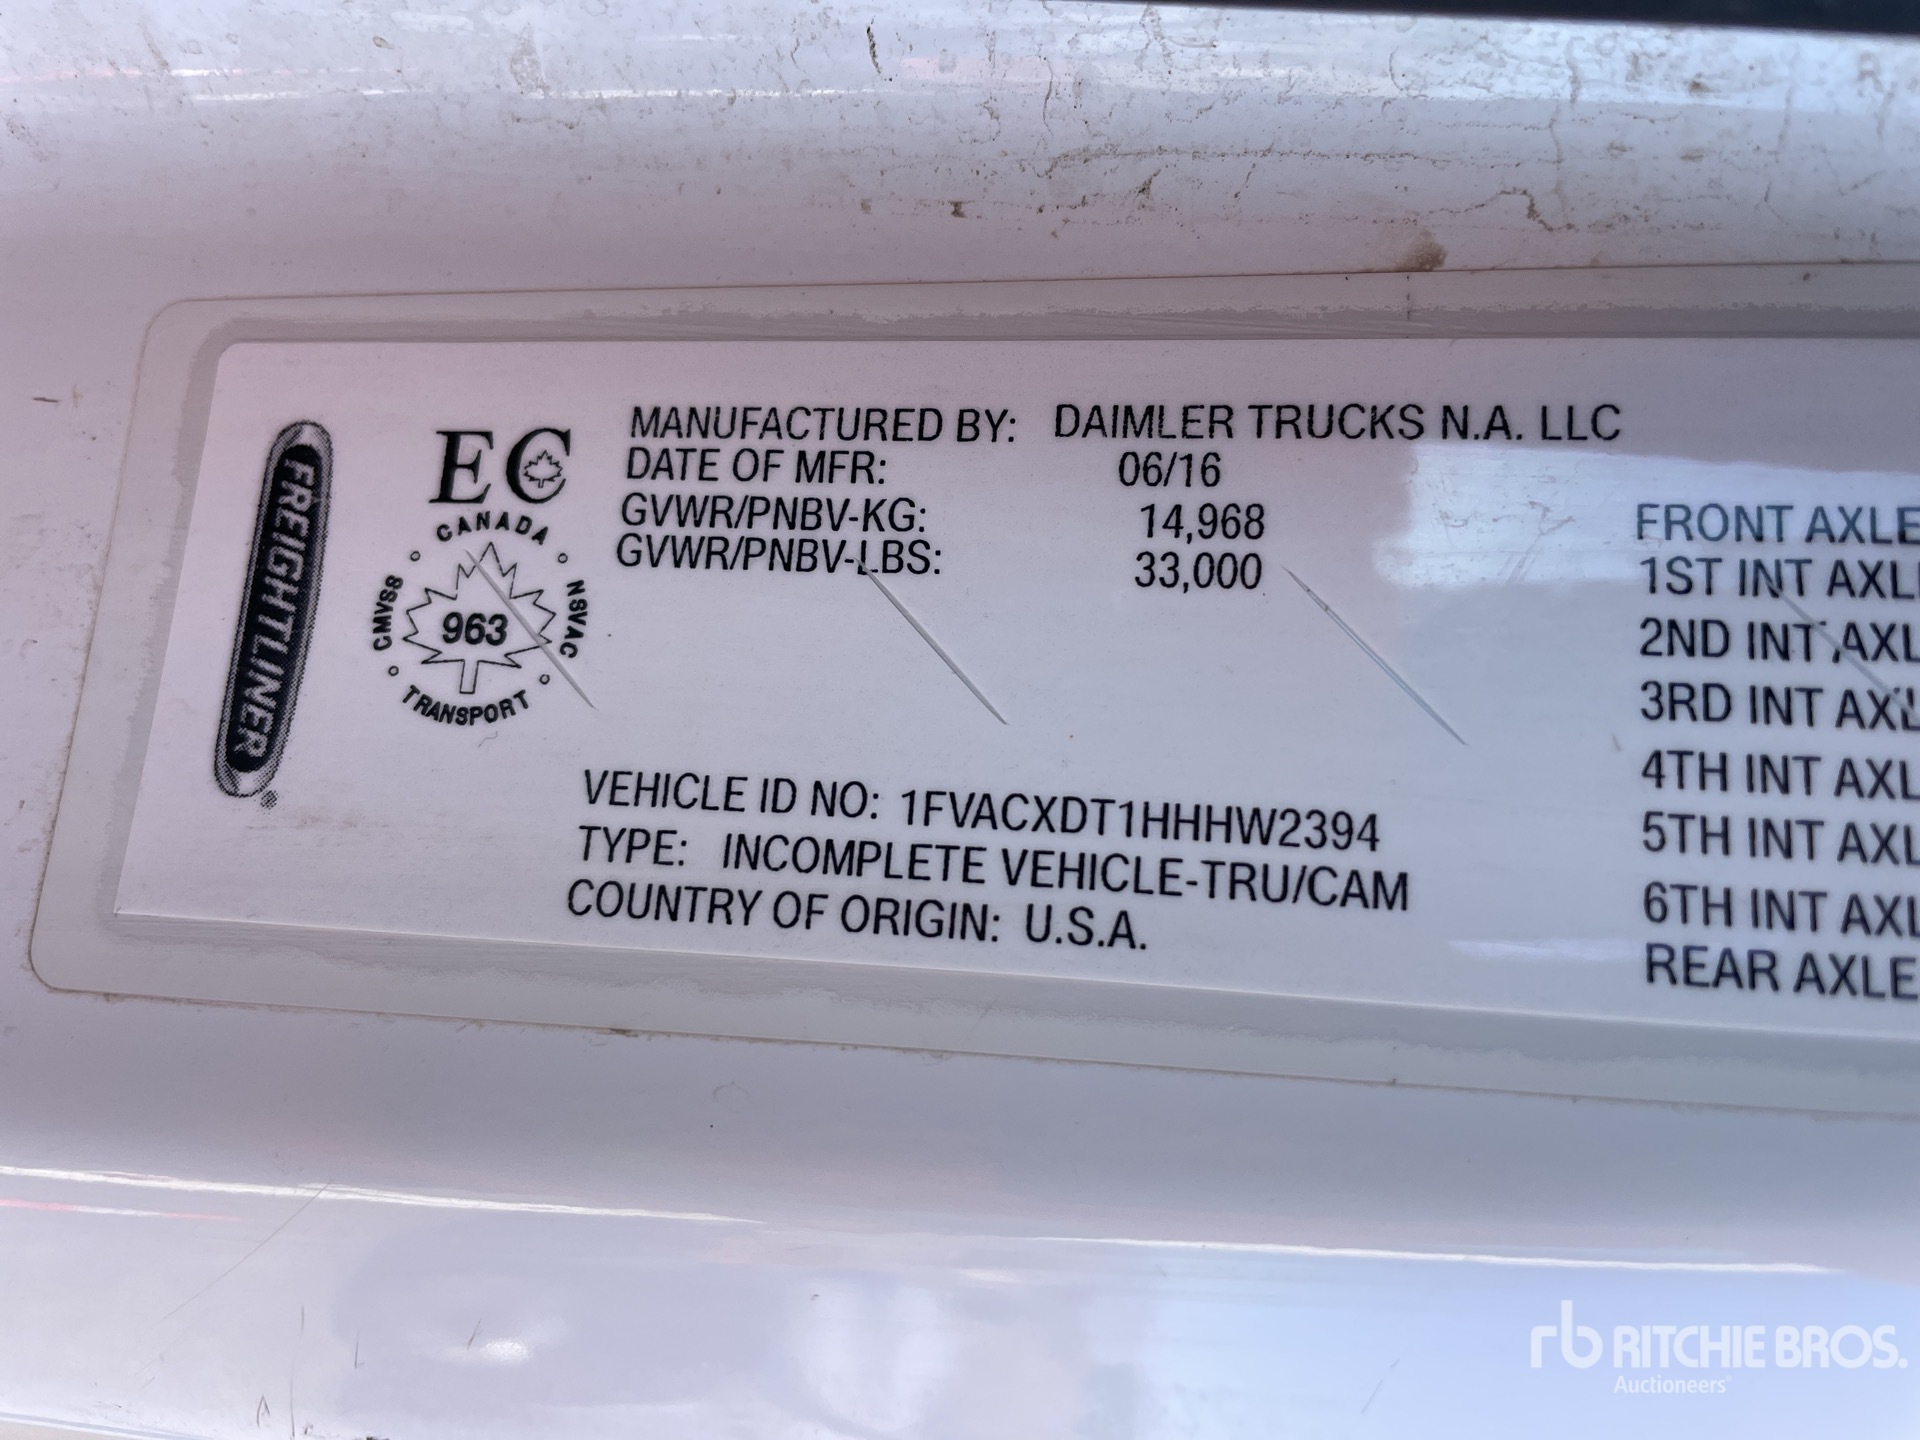 FREIGHTLINER®
EC
CANADA
CMVSS
NSVAC
963
TRANSPORT
MANUFACTURED BY: DAIMLER TRUCKS N.A. LLC
DATE OF MFR: 06/16
GVWR/PNBV-KG: 14,968
GVWR/PNBV-LBS: 33,000
VEHICLE ID NO: 1FVACXDT1HHHW2394
TYPE: INCOMPLETE VEHICLE-TRU/CAM
COUNTRY OF ORIGIN: U.S.A.
FRONT AXLE
1ST INT AXL
2ND INT AXL
3RD INT AXL
4TH INT AXL
5TH INT AXL
6TH INT AXL
REAR AXLE
rb RITCHIE BROS.
Auctioneers